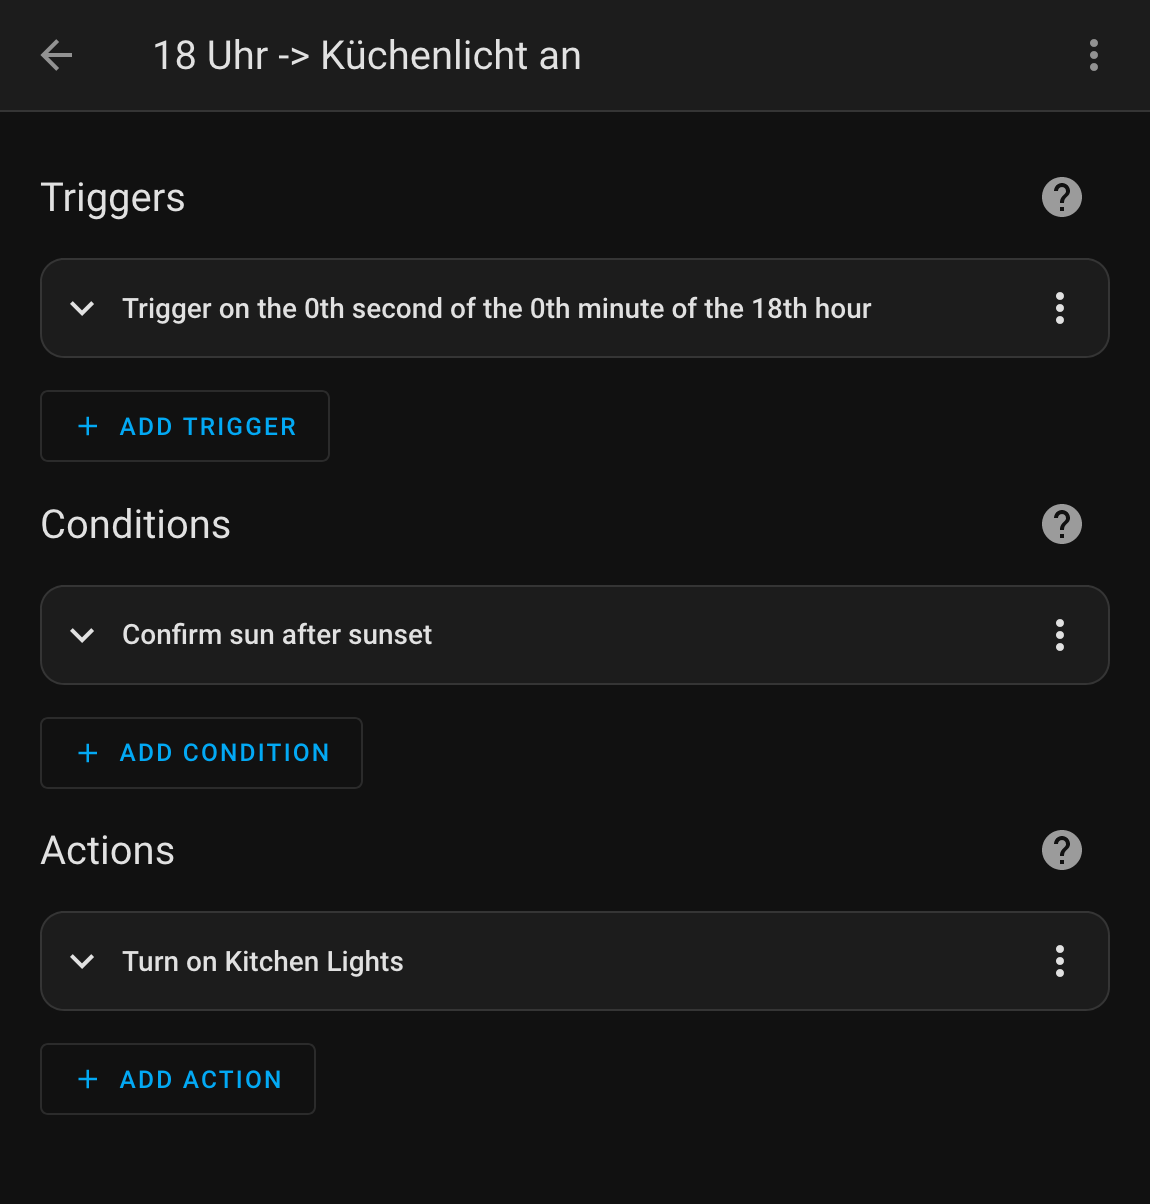 18 Uhr -> Küchenlicht an
Triggers
?
Trigger on the 0th second of the 0th minute of the 18th hour
+ ADD TRIGGER
Conditions
?
Confirm sun after sunset
+ ADD CONDITION
Actions
?
Turn on Kitchen Lights
+ ADD ACTION